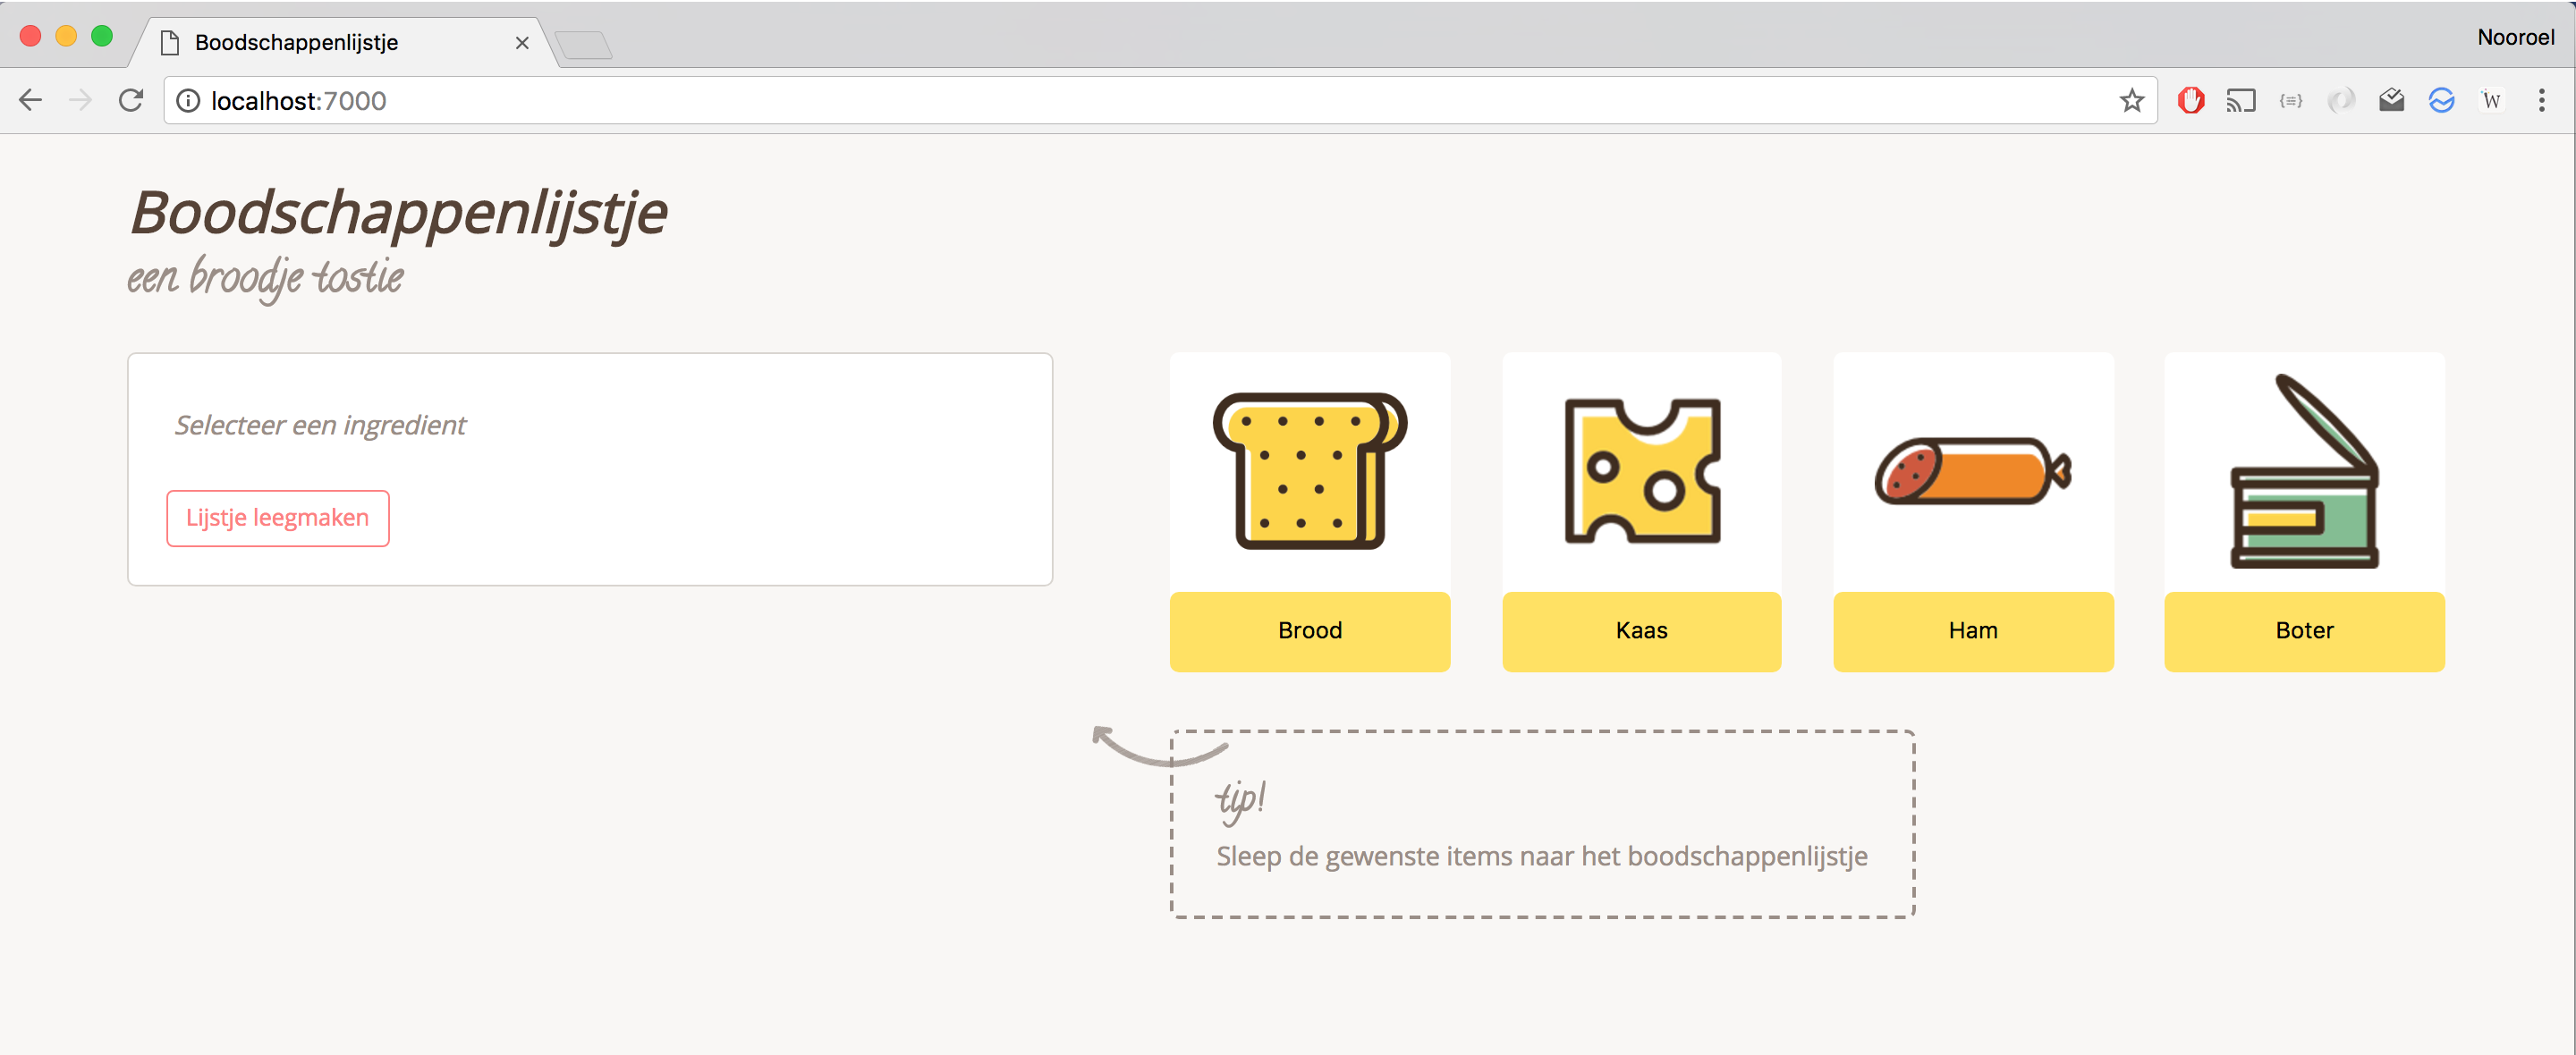 Boodschappenlijstje
Nooroel
localhost:7000
W
Boodschappenlijstje
een broodje tostie
Selecteer een ingredient
Lijstje leegmaken
Brood
Kaas
Ham
Boter
tip!
Sleep de gewenste items naar het boodschappenlijstje